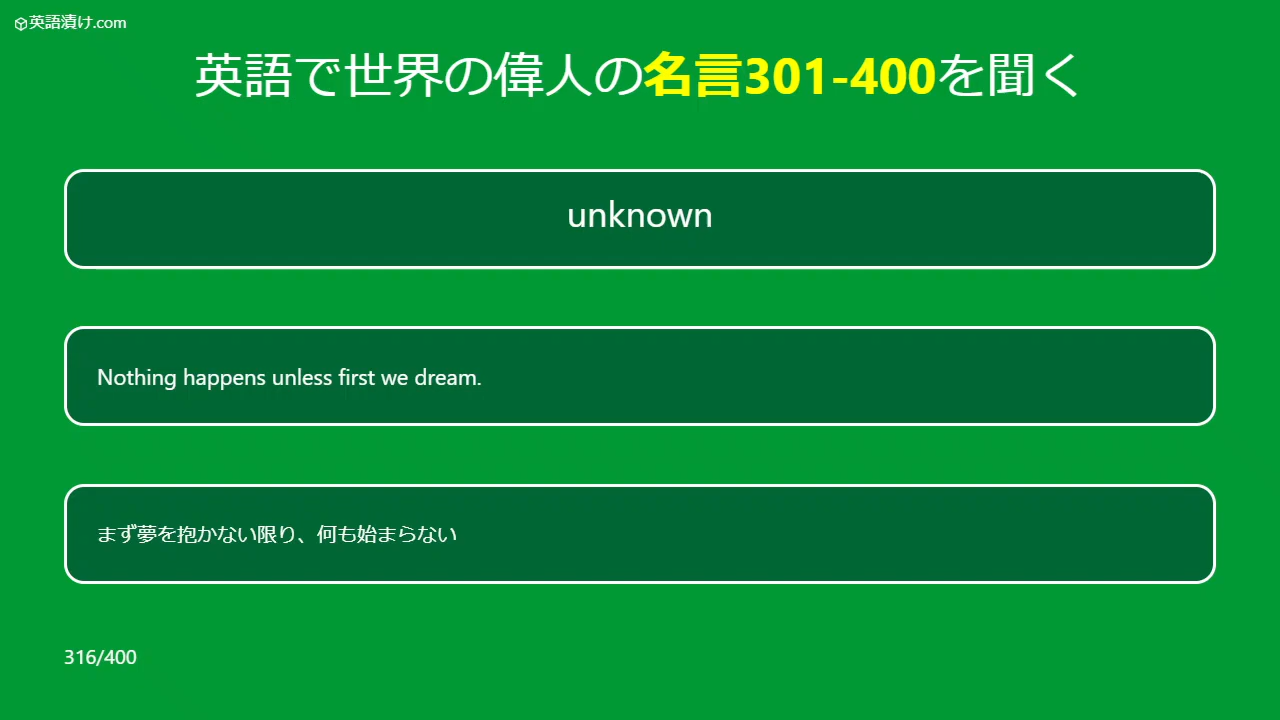 英語漬け.com
英語で世界の偉人の名言301-400を聞く
unknown
Nothing happens unless first we dream.
まず夢を抱かない限り、何も始まらない
316/400